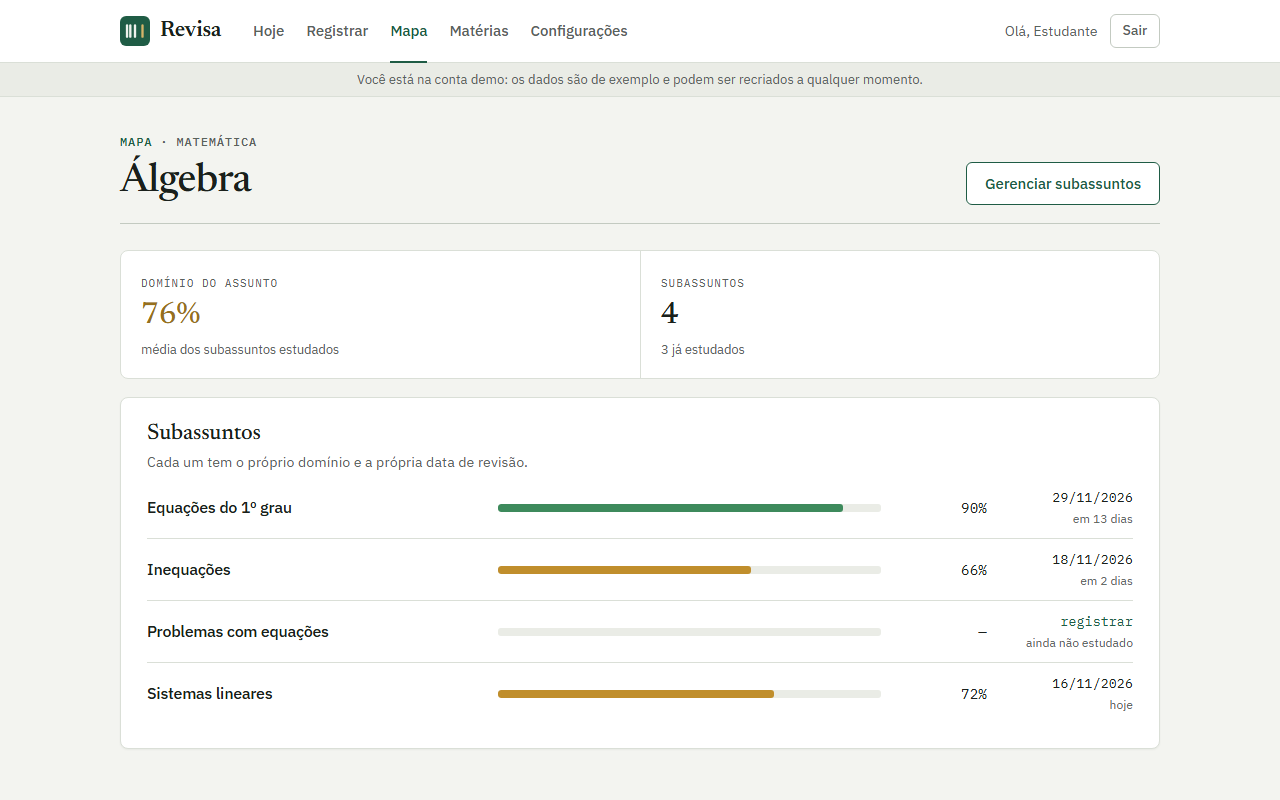 Revisa Hoje Registrar Mapa Matérias Configurações Olá, Estudante Sair
Você está na conta demo: os dados são de exemplo e podem ser recriados a qualquer momento.
MAPA · MATEMÁTICA
Álgebra
Gerenciar subassuntos
DOMÍNIO DO ASSUNTO
76%
média dos subassuntos estudados
SUBASSUNTOS
4
3 já estudados
Subassuntos
Cada um tem o próprio domínio e a própria data de revisão.
Equações do 1º grau 90% 29/11/2026
em 13 dias
Inequações 66% 18/11/2026
em 2 dias
Problemas com equações — registrar
ainda não estudado
Sistemas lineares 72% 16/11/2026
hoje